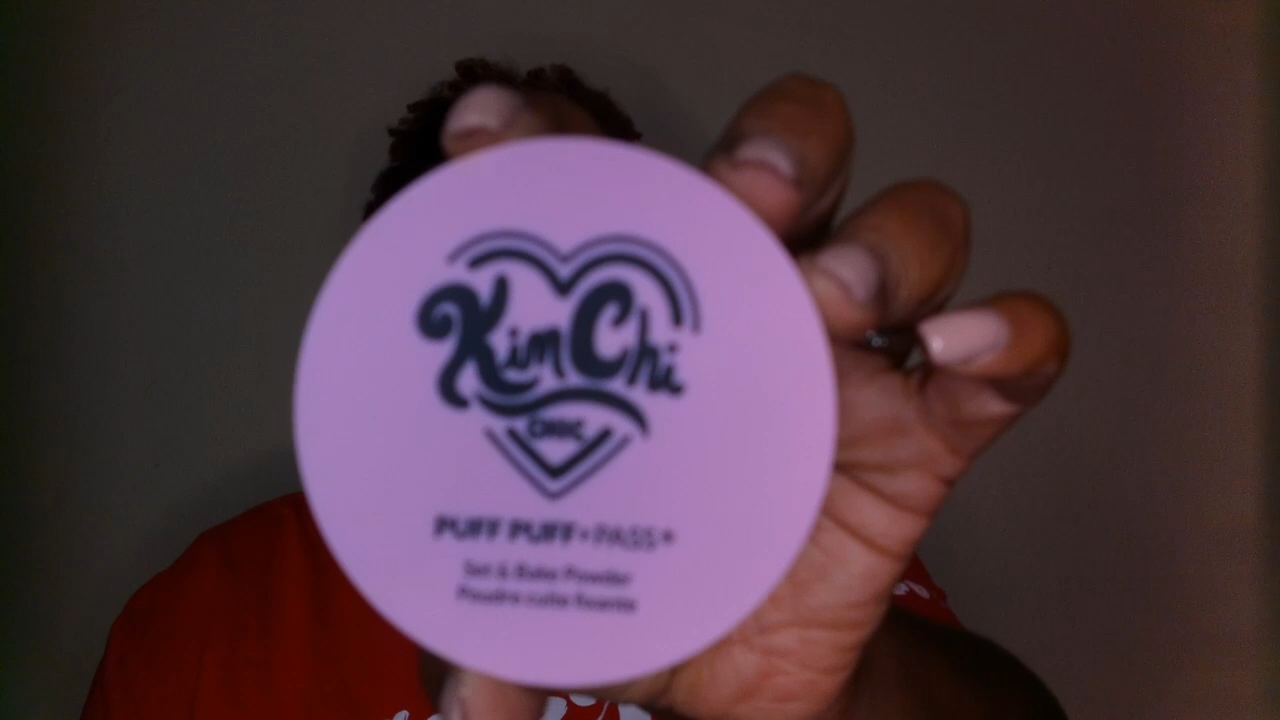 KimChi
CHIC
PUFF PUFF • PASS •
Set & Bake Powder
Poudre cuite fixante